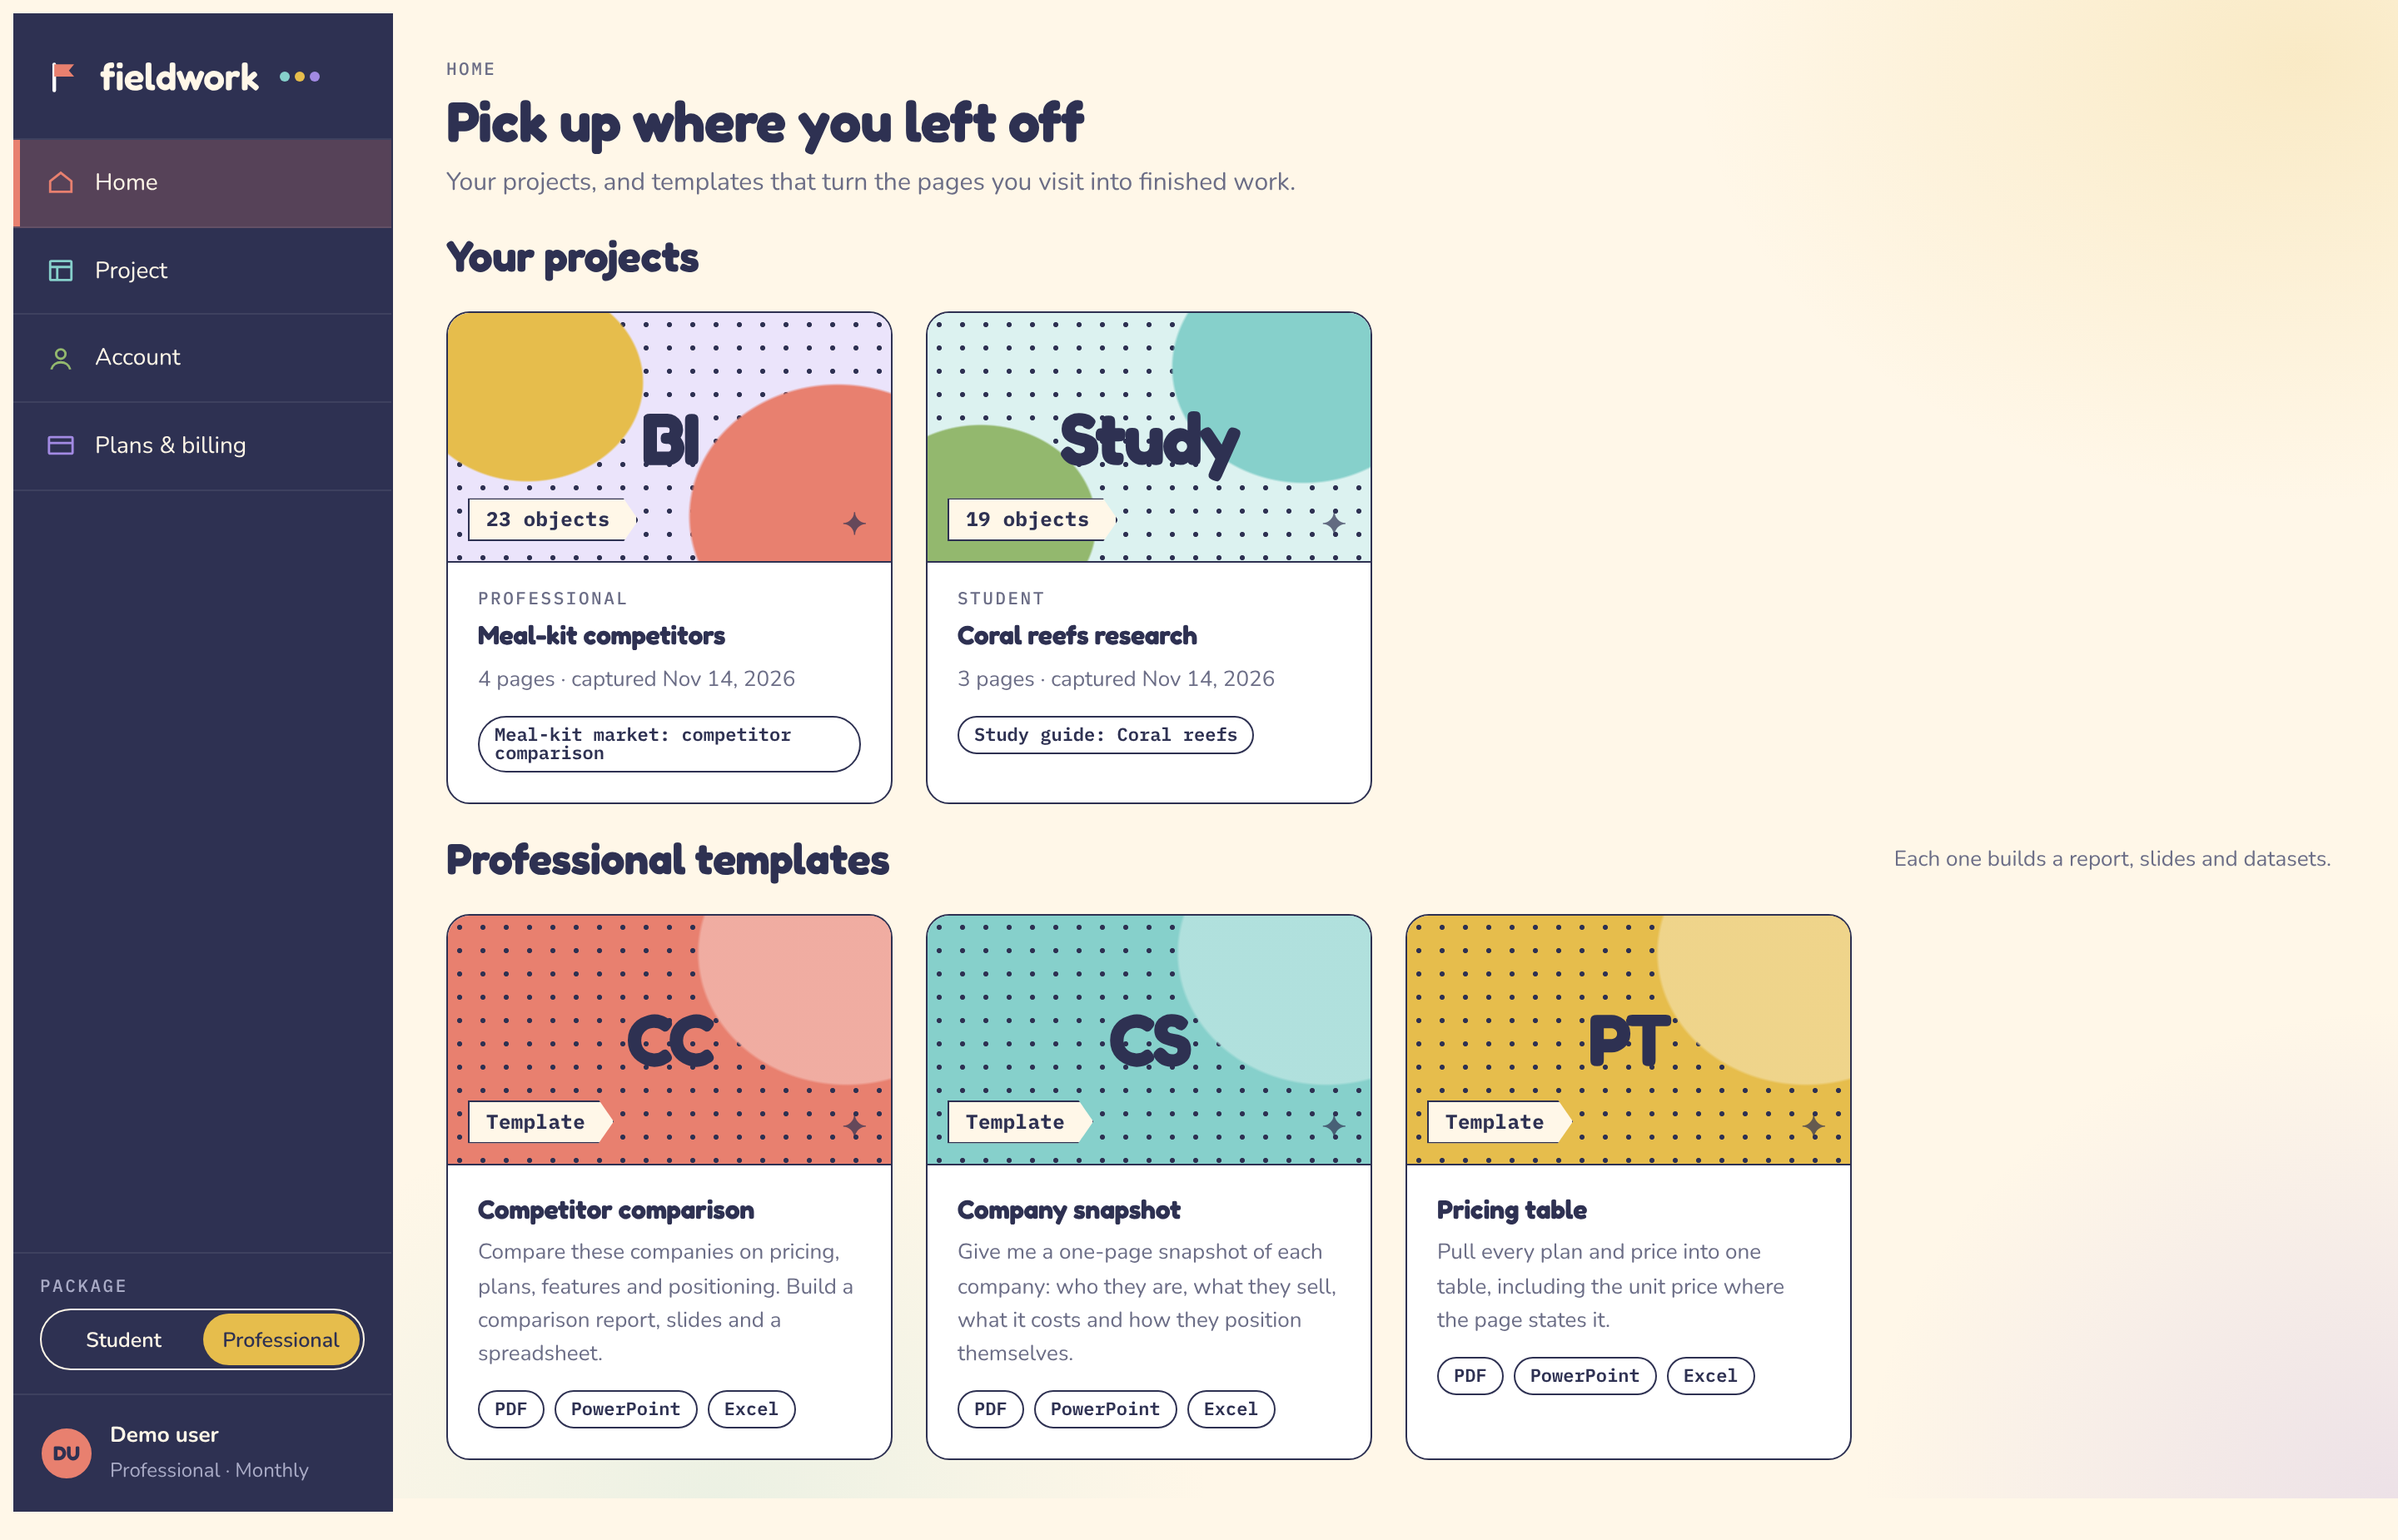 fieldwork
Home
Project
Account
Plans & billing
PACKAGE
Student
Professional
DU
Demo user
Professional · Monthly
HOME
Pick up where you left off
Your projects, and templates that turn the pages you visit into finished work.
Your projects
BI
23 objects
PROFESSIONAL
Meal-kit competitors
4 pages · captured Nov 14, 2026
Meal-kit market: competitor
comparison
Study
19 objects
STUDENT
Coral reefs research
3 pages · captured Nov 14, 2026
Study guide: Coral reefs
Professional templates
Each one builds a report, slides and datasets.
CC
Template
Competitor comparison
Compare these companies on pricing,
plans, features and positioning. Build a
comparison report, slides and a
spreadsheet.
PDF
PowerPoint
Excel
CS
Template
Company snapshot
Give me a one-page snapshot of each
company: who they are, what they sell,
what it costs and how they position
themselves.
PDF
PowerPoint
Excel
PT
Template
Pricing table
Pull every plan and price into one
table, including the unit price where
the page states it.
PDF
PowerPoint
Excel